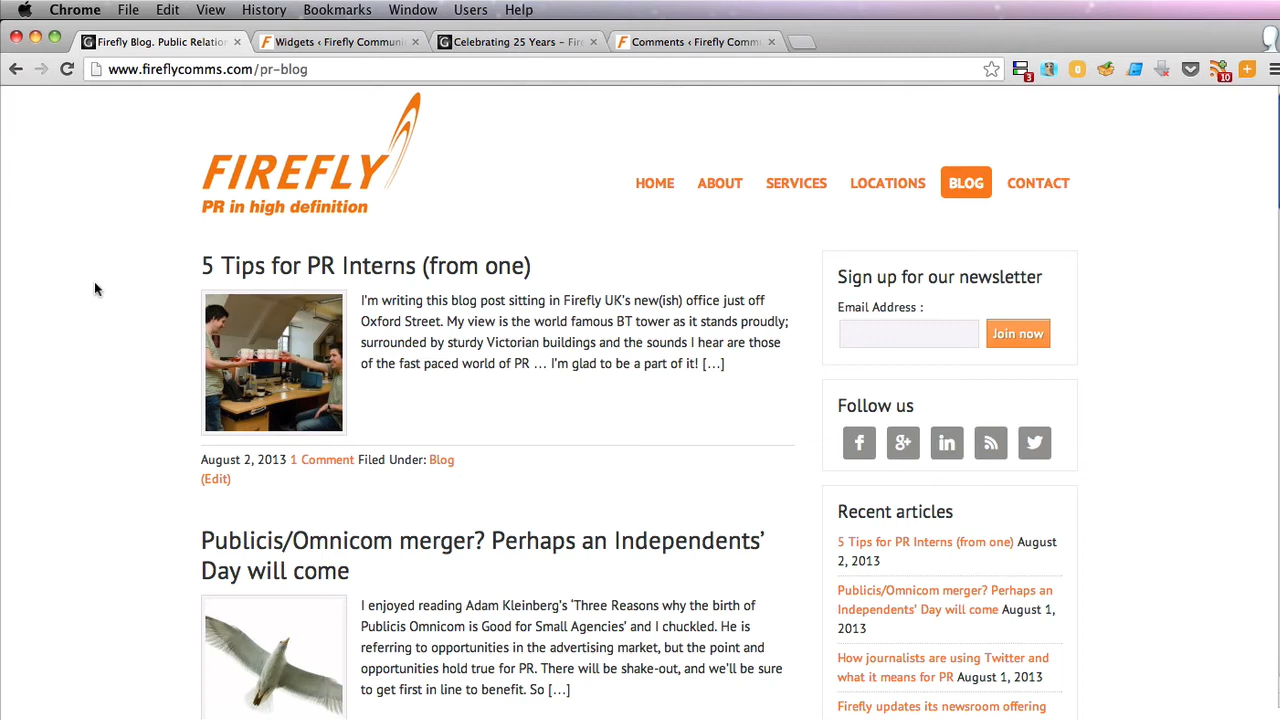 Chrome File Edit View History Bookmarks Window Users Help
Firefly Blog. Public Relatio
Widgets ‹ Firefly Communi
Celebrating 25 Years – Fire
Comments ‹ Firefly Comm
www.fireflycomms.com/pr-blog
3
10
FIREFLY
PR in high definition
HOME ABOUT SERVICES LOCATIONS BLOG CONTACT
5 Tips for PR Interns (from one)
I'm writing this blog post sitting in Firefly UK's new(ish) office just off
Oxford Street. My view is the world famous BT tower as it stands proudly;
surrounded by sturdy Victorian buildings and the sounds I hear are those
of the fast paced world of PR … I'm glad to be a part of it! […]
August 2, 2013 1 Comment Filed Under: Blog
(Edit)
Publicis/Omnicom merger? Perhaps an Independents'
Day will come
I enjoyed reading Adam Kleinberg's 'Three Reasons why the birth of
Publicis Omnicom is Good for Small Agencies' and I chuckled. He is
referring to opportunities in the advertising market, but the point and
opportunities hold true for PR. There will be shake-out, and we'll be sure
to get first in line to benefit. So […]
Sign up for our newsletter
Email Address :
Join now
Follow us
Recent articles
5 Tips for PR Interns (from one) August
2, 2013
Publicis/Omnicom merger? Perhaps an
Independents' Day will come August 1,
2013
How journalists are using Twitter and
what it means for PR August 1, 2013
Firefly updates its newsroom offering